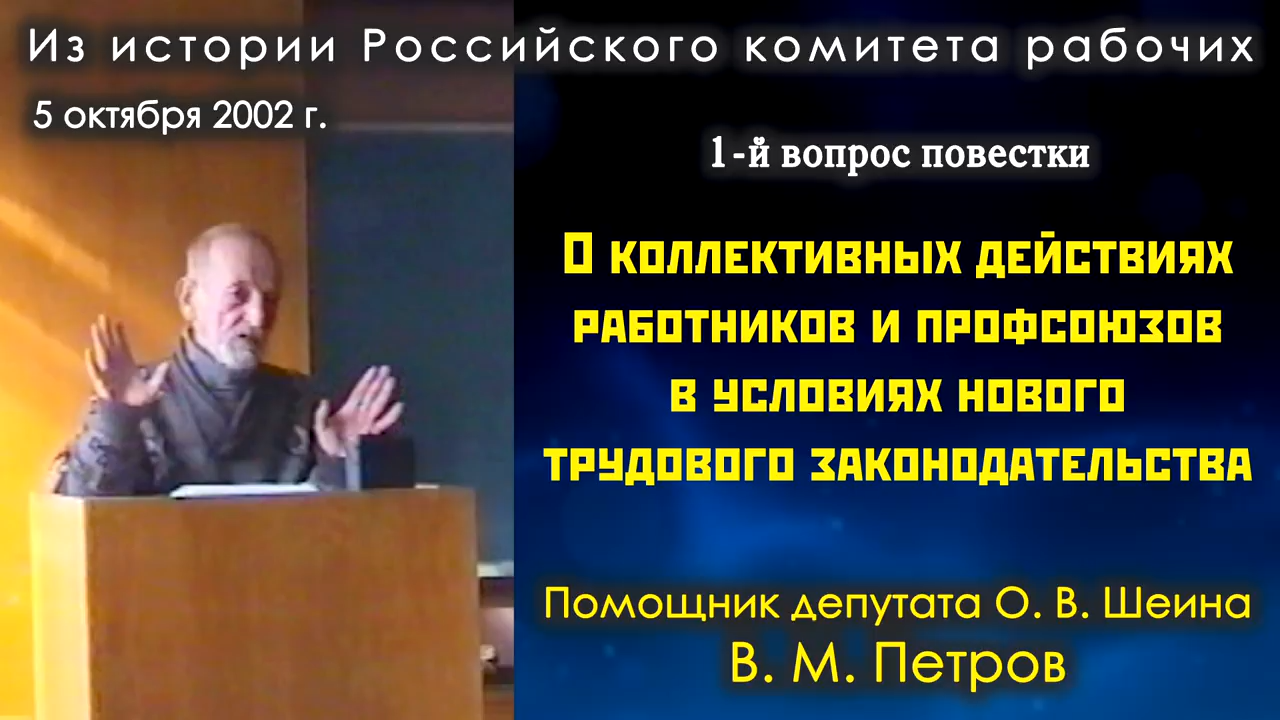 Из истории Российского комитета рабочих
5 октября 2002 г.
1-й вопрос повестки
О коллективных действиях
работников и профсоюзов
в условиях нового
трудового законодательства
Помощник депутата О. В. Шеина
В. М. Петров